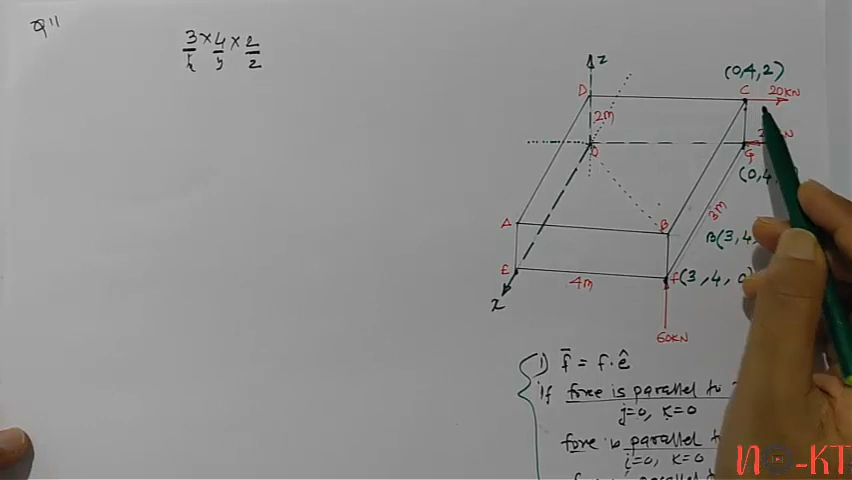 Q11
3 × 4 × 2
x y z
z
(0,4,2)
D
C
20KN
2m
O
G
(0,4,
3m
A
B
B(3,4,
E
F(3,4,0)
4m
x
60KN
1) f̄ = f·ê
If force is parallel to
j=0, k=0
force is parallel to
i=0, k=0
N-KT